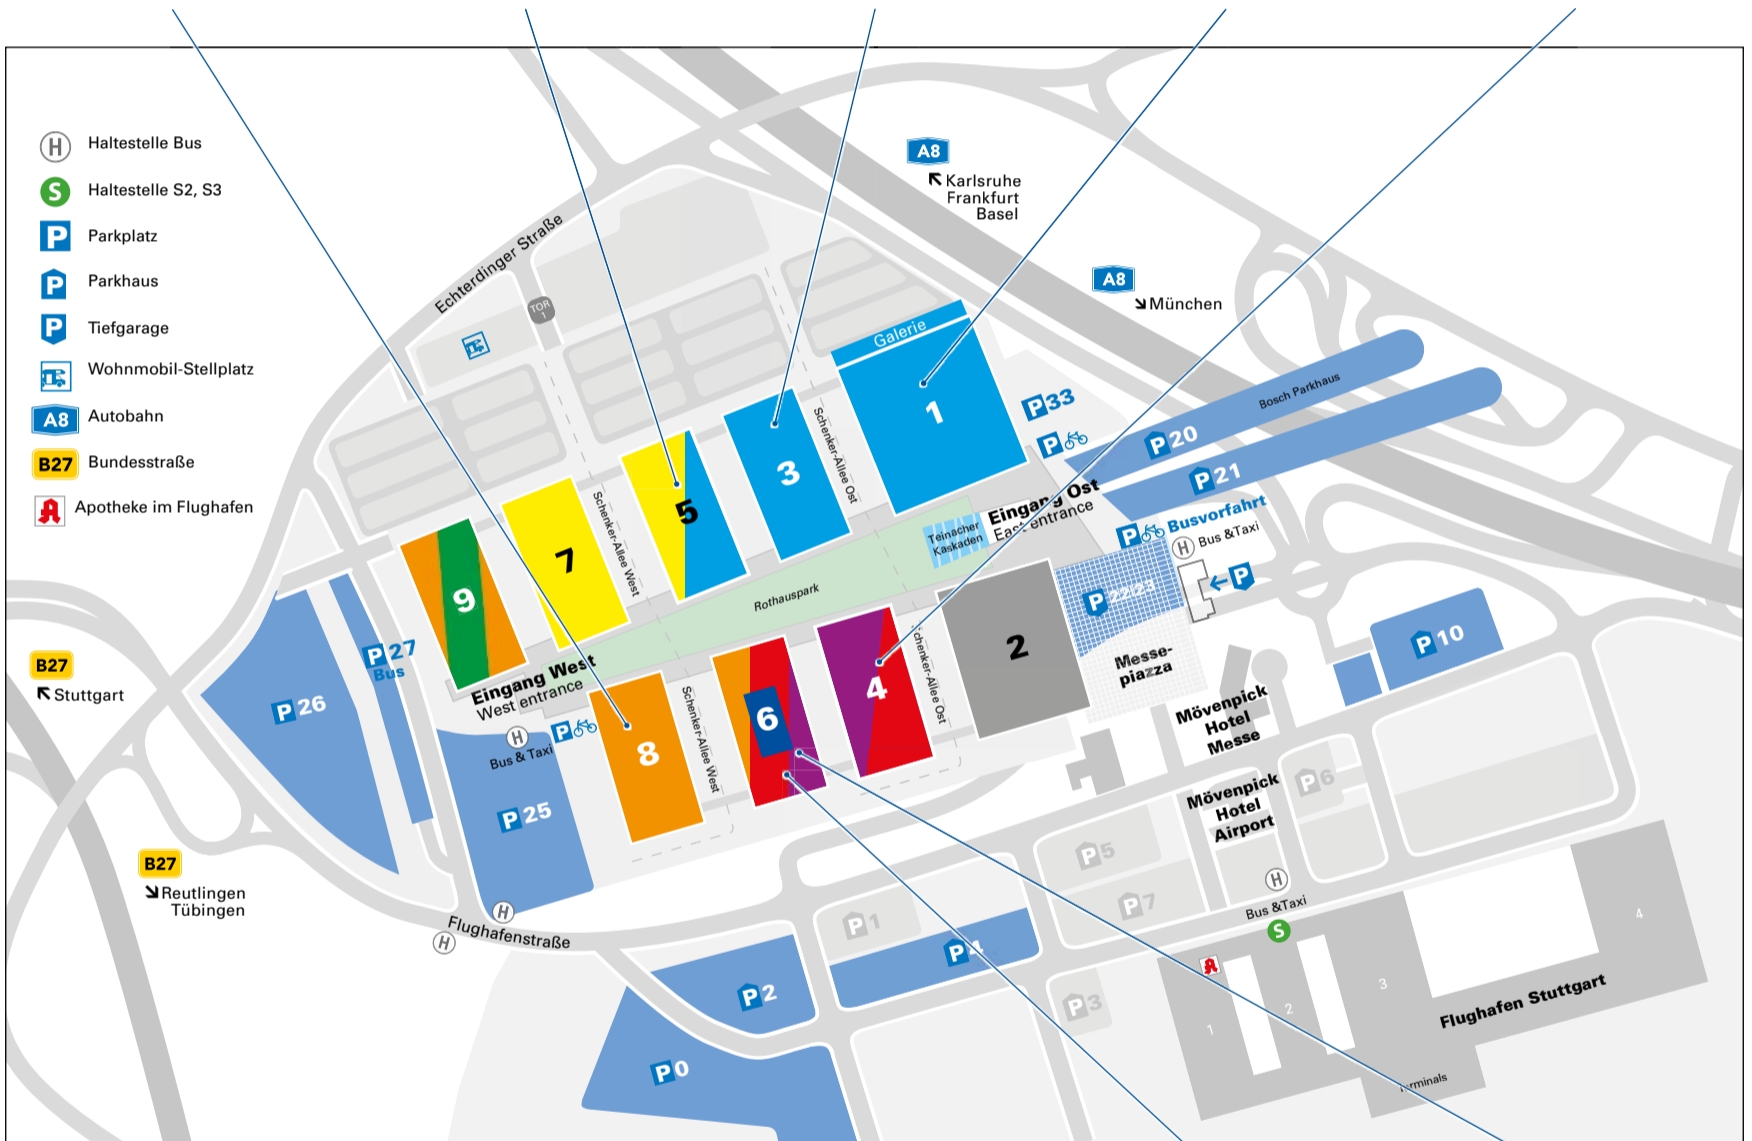 H Haltestelle Bus
S Haltestelle S2, S3
P Parkplatz
P Parkhaus
P Tiefgarage
Wohnmobil-Stellplatz
A8 Autobahn
B27 Bundesstraße
A Apotheke im Flughafen
Echterdinger Straße
TOR
1
A8
Karlsruhe
Frankfurt
Basel
A8
München
Galerie
1
3
5
7
9
Schenker-Allee Ost
Schenker-Allee West
P33
P
Bosch Parkhaus
P20
P21
Eingang Ost
East entrance
Teinacher
Kaskaden
P
Busvorfahrt
H Bus &Taxi
P
P 22/23
Rothauspark
Messe-
piazza
P10
B27
Stuttgart
P27
Bus
P26
Eingang West
West entrance
P
H
Bus & Taxi
P25
8
Schenker-Allee West
6
4
Schenker-Allee Ost
2
Mövenpick
Hotel
Messe
Mövenpick
Hotel
Airport
P6
P5
P7
B27
Reutlingen
Tübingen
H
H
Flughafenstraße
P1
P4
P2
P3
P0
H
Bus &Taxi
S
A
1
2
3
4
Flughafen Stuttgart
Terminals